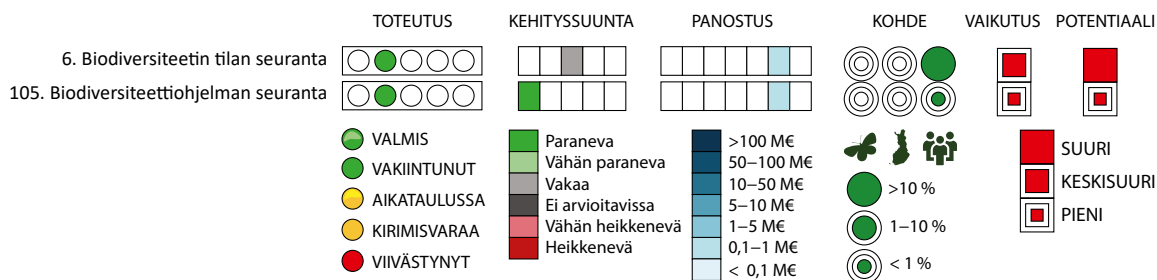 TOTEUTUS KEHITYSSUUNTA PANOSTUS KOHDE VAIKUTUS POTENTIAALI
6. Biodiversiteetin tilan seuranta
105. Biodiversiteettiohjelman seuranta
VALMIS
VAKIINTUNUT
AIKATAULUSSA
KIRIMISVARAA
VIIVÄSTYNYT
Paraneva
Vähän paraneva
Vakaa
Ei arvioitavissa
Vähän heikkenevä
Heikkenevä
>100 M€
50–100 M€
10–50 M€
5–10 M€
1–5 M€
0,1–1 M€
< 0,1 M€
>10 %
1–10 %
< 1 %
SUURI
KESKISUURI
PIENI